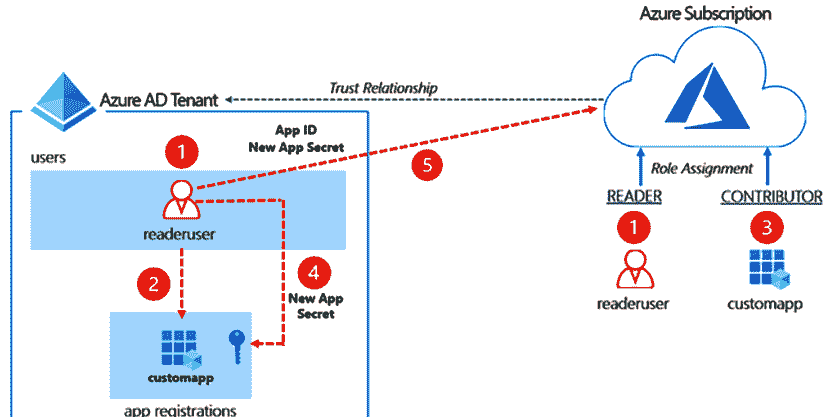 Azure Subscription
Azure AD Tenant
Trust Relationship
App ID
New App Secret
users
1
5
Role Assignment
readeruser
READER
CONTRIBUTOR
1
3
2
4
New App
Secret
readeruser
customapp
customapp
app registrations